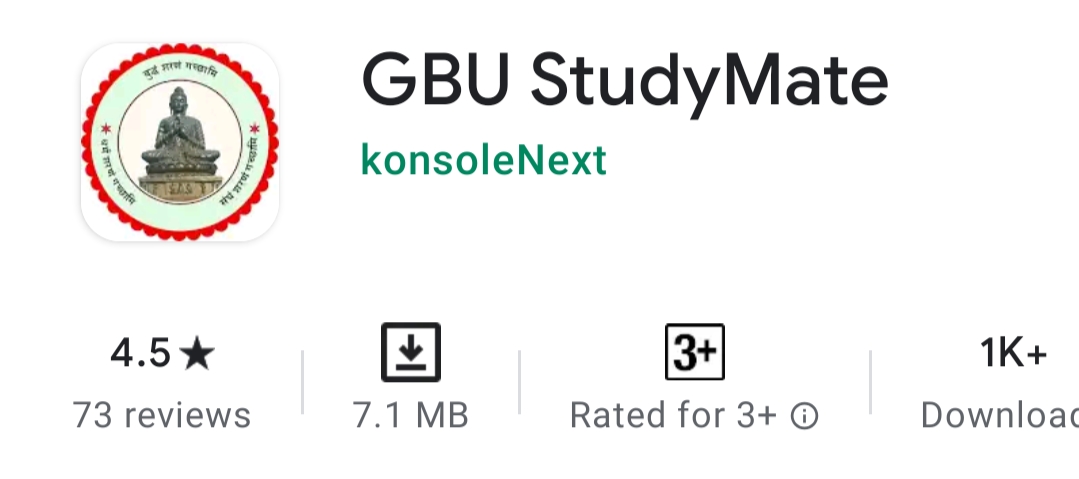 बुद्धं शरणं गच्छामि
धर्मं शरणं गच्छामि
संघं शरणं गच्छामि
GBU StudyMate
konsoleNext
4.5★
73 reviews
7.1 MB
3+
Rated for 3+
1K+
Download